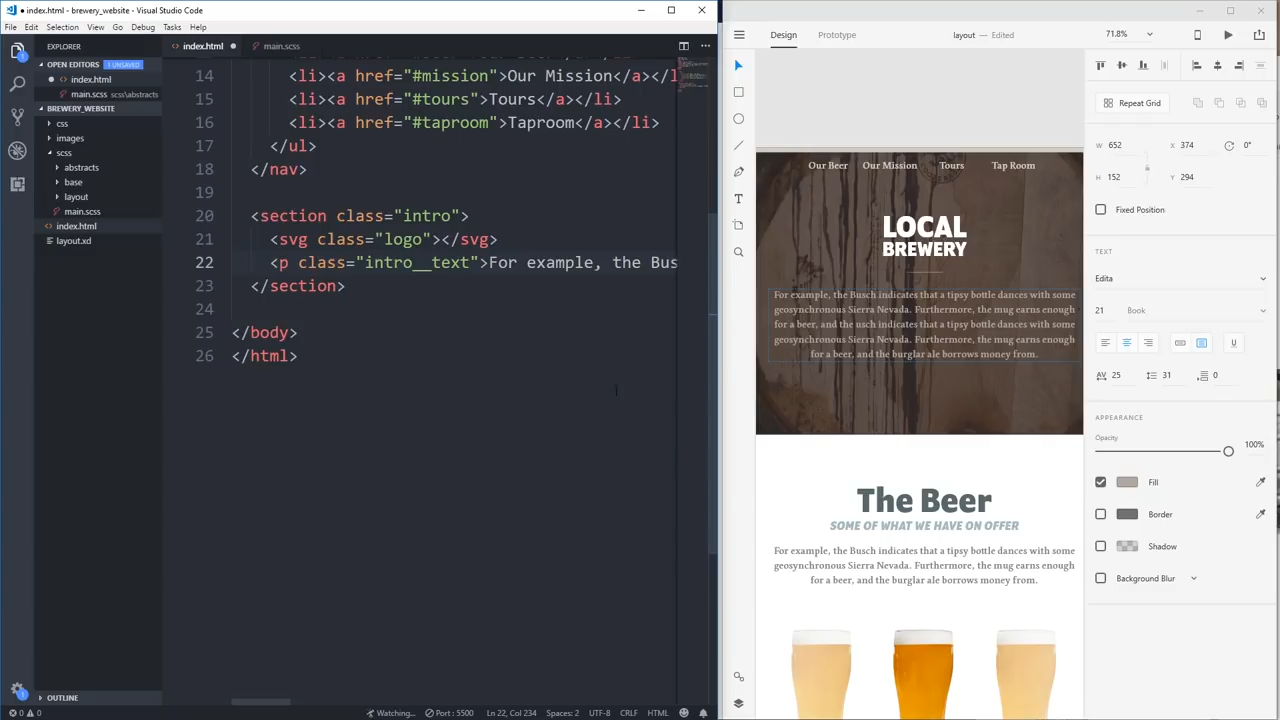 index.html • brewery_website - Visual Studio Code
File Edit Selection View Go Debug Tasks Help
EXPLORER
OPEN EDITORS 1 UNSAVED
index.html
main.scss scss\abstracts
BREWERY_WEBSITE
css
images
scss
abstracts
base
layout
main.scss
index.html
layout.xd
OUTLINE
index.html
main.scss
14 <li><a href="#mission">Our Mission</a></l
15 <li><a href="#tours">Tours</a></li>
16 <li><a href="#taproom">Taproom</a></li>
17 </ul>
18 </nav>
19
20 <section class="intro">
21 <svg class="logo"></svg>
22 <p class="intro__text">For example, the Bus
23 </section>
24
25 </body>
26 </html>
0 0
Watching... Port : 5500 Ln 22, Col 234 Spaces: 2 UTF-8 CRLF HTML
Design Prototype
layout — Edited
71.8%
Our Beer Our Mission Tours Tap Room
LOCAL
BREWERY
For example, the Busch indicates that a tipsy bottle dances with some
geosynchronous Sierra Nevada. Furthermore, the mug earns enough
for a beer, and the usch indicates that a tipsy bottle dances with some
geosynchronous Sierra Nevada. Furthermore, the mug earns enough
for a beer, and the burglar ale borrows money from.
The Beer
SOME OF WHAT WE HAVE ON OFFER
For example, the Busch indicates that a tipsy bottle dances with some
geosynchronous Sierra Nevada. Furthermore, the mug earns enough
for a beer, and the burglar ale borrows money from.
Repeat Grid
W 652 X 374 0°
H 152 Y 294
Fixed Position
TEXT
Edita
21 Book
25 31 0
APPEARANCE
Opacity
100%
Fill
Border
Shadow
Background Blur